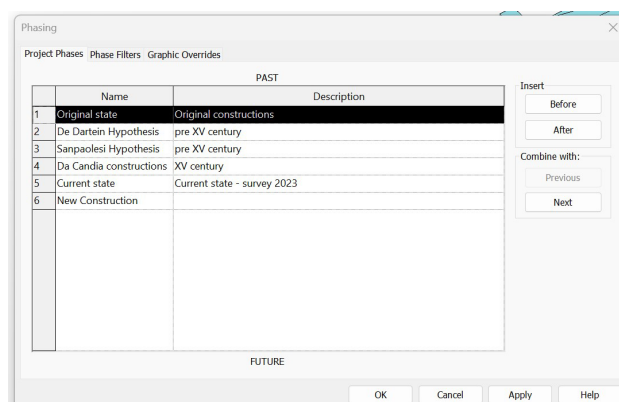 Phasing
Project Phases Phase Filters Graphic Overrides
PAST
Name Description
1 Original state Original constructions
2 De Dartein Hypothesis pre XV century
3 Sanpaolesi Hypothesis pre XV century
4 Da Candia constructions XV century
5 Current state Current state - survey 2023
6 New Construction
FUTURE
Insert
Before
After
Combine with:
Previous
Next
OK Cancel Apply Help